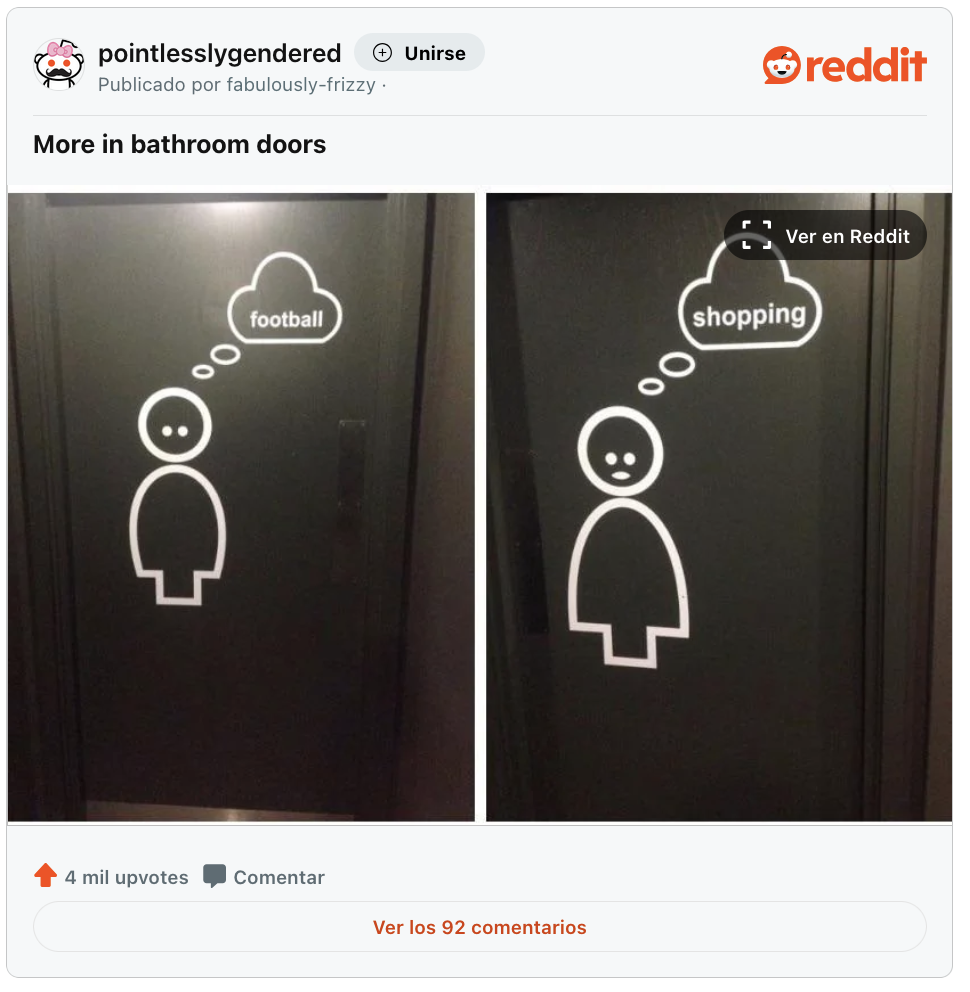 pointlesslygendered
Unirse
Publicado por fabulously-frizzy ·
reddit
More in bathroom doors
football
shopping
Ver en Reddit
4 mil upvotes
Comentar
Ver los 92 comentarios